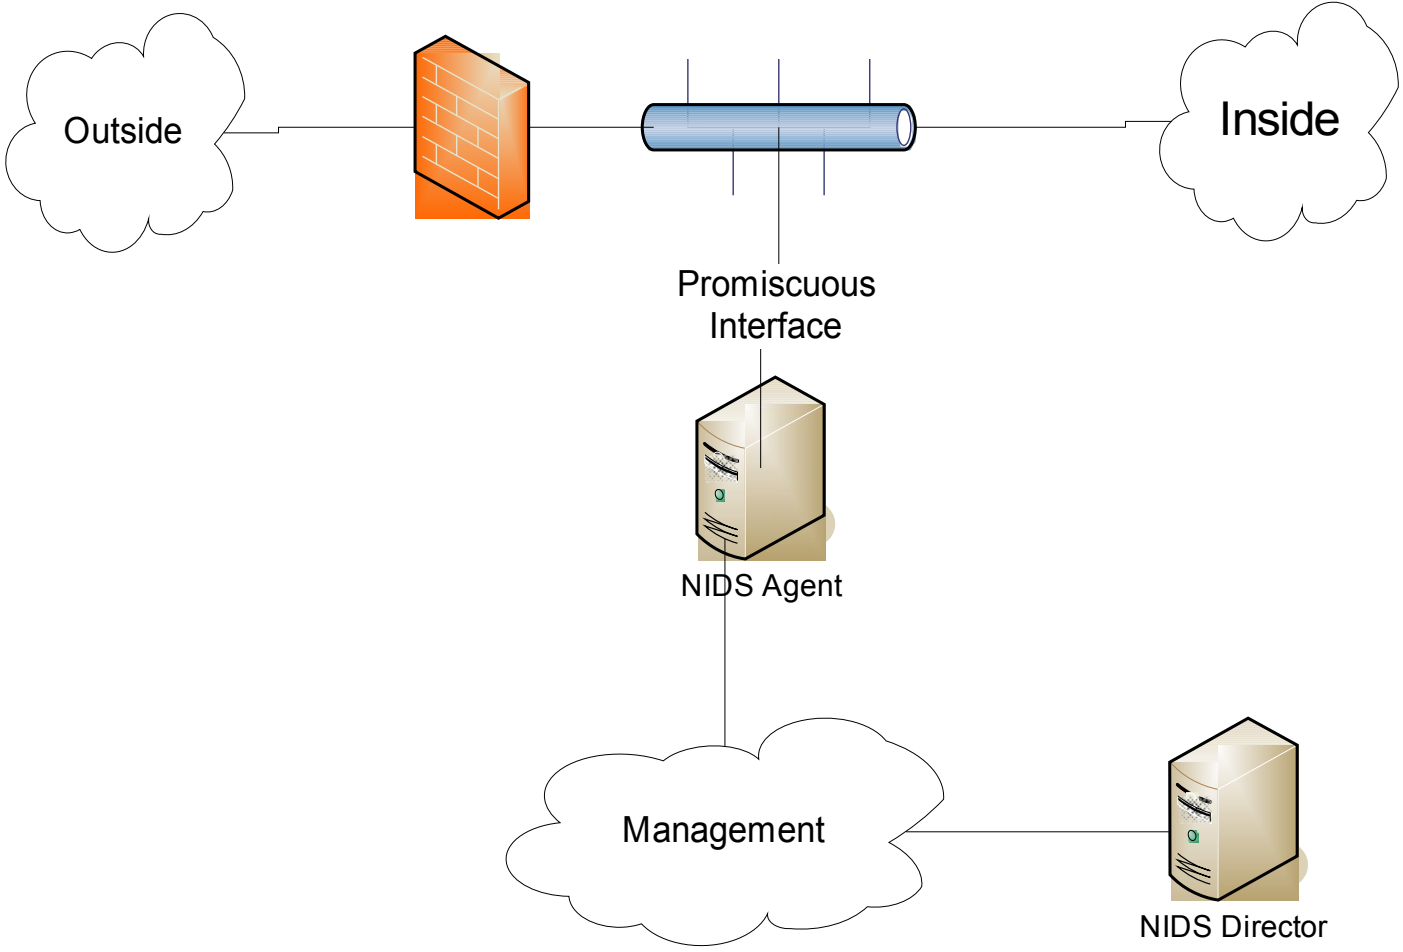 Outside
Inside
Promiscuous
Interface
NIDS Agent
Management
NIDS Director